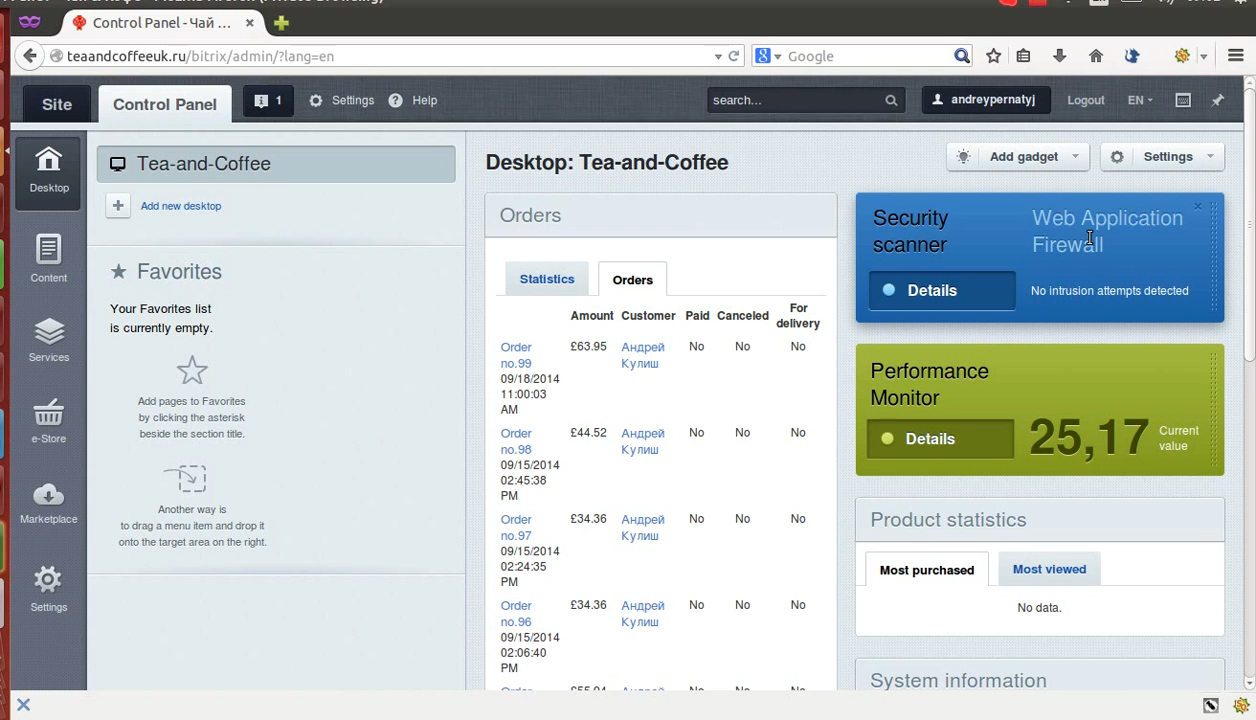 Control Panel - Чай ...
teaandcoffeeuk.ru/bitrix/admin/?lang=en
Google
Site
Control Panel
1
Settings
Help
search...
andreypernatyj
Logout
EN
Desktop
Content
Services
e-Store
Marketplace
Settings
Tea-and-Coffee
Add new desktop
Favorites
Your Favorites list
is currently empty.
Add pages to Favorites
by clicking the asterisk
beside the section title.
Another way is
to drag a menu item and drop it
onto the target area on the right.
Desktop: Tea-and-Coffee
Add gadget
Settings
Orders
Statistics
Orders
Amount Customer Paid Canceled For delivery
Order no.99 09/18/2014 11:00:03 AM £63.95 Андрей Кулиш No No No
Order no.98 09/15/2014 02:45:38 PM £44.52 Андрей Кулиш No No No
Order no.97 09/15/2014 02:24:35 PM £34.36 Андрей Кулиш No No No
Order no.96 09/15/2014 02:06:40 PM £34.36 Андрей Кулиш No No No
Security
scanner
Web Application
Firewall
Details
No intrusion attempts detected
Performance
Monitor
Details
25,17
Current
value
Product statistics
Most purchased
Most viewed
No data.
System information